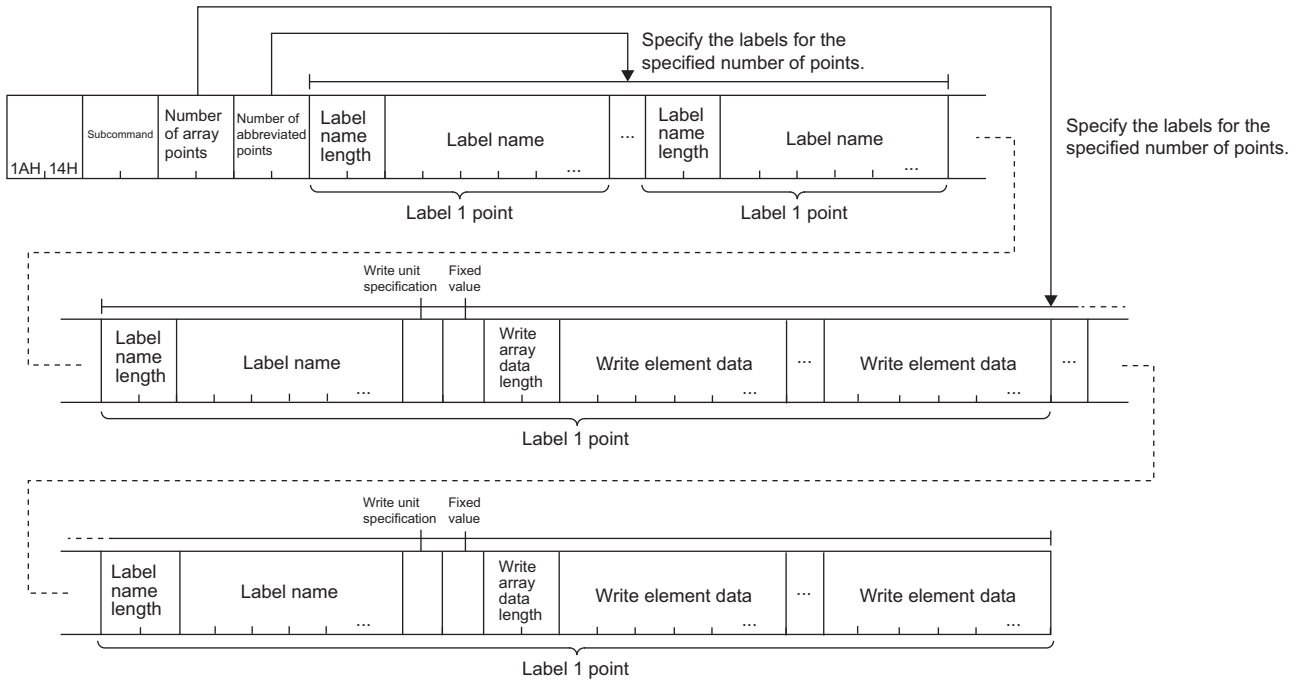 Specify the labels for the
specified number of points.
1AH 14H
Subcommand
Number
of array
points
Number of
abbreviated
points
Label
name
length
Label name
...
...
Label
name
length
Label name
...
Specify the labels for the
specified number of points.
Label 1 point
Label 1 point
Write unit
specification
Fixed
value
Label
name
length
Label name
...
Write
array
data
length
Write element data
...
...
Write element data
...
...
Label 1 point
Write unit
specification
Fixed
value
Label
name
length
Label name
...
Write
array
data
length
Write element data
...
...
Write element data
...
Label 1 point